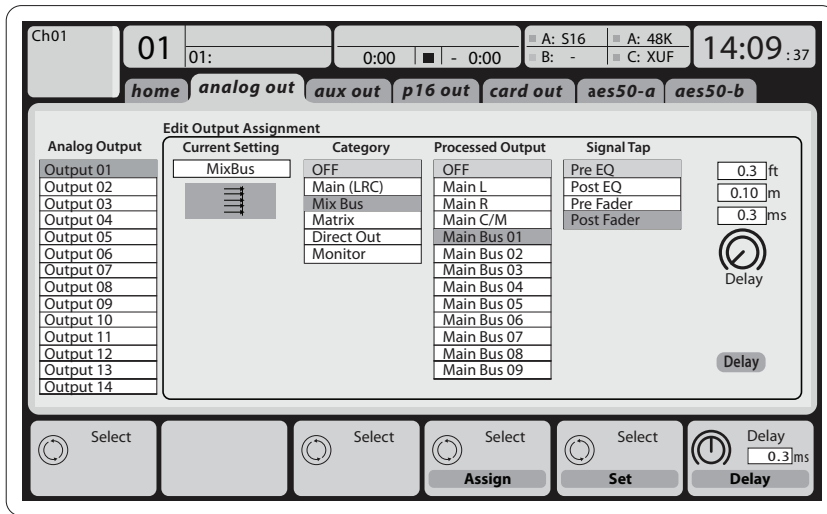 Ch01
01
01:
0:00 - 0:00
A: S16
B: -
A: 48K
C: XUF
14:09 :37
home
analog out
aux out
p16 out
card out
aes50-a
aes50-b
Edit Output Assignment
Analog Output
Current Setting
Category
Processed Output
Signal Tap
Output 01
Output 02
Output 03
Output 04
Output 05
Output 06
Output 07
Output 08
Output 09
Output 10
Output 11
Output 12
Output 13
Output 14
MixBus
OFF
Main (LRC)
Mix Bus
Matrix
Direct Out
Monitor
OFF
Main L
Main R
Main C/M
Main Bus 01
Main Bus 02
Main Bus 03
Main Bus 04
Main Bus 05
Main Bus 06
Main Bus 07
Main Bus 08
Main Bus 09
Pre EQ
Post EQ
Pre Fader
Post Fader
0.3 ft
0.10 m
0.3 ms
Delay
Delay
Select
Select
Select
Assign
Select
Set
Delay
0.3 ms
Delay